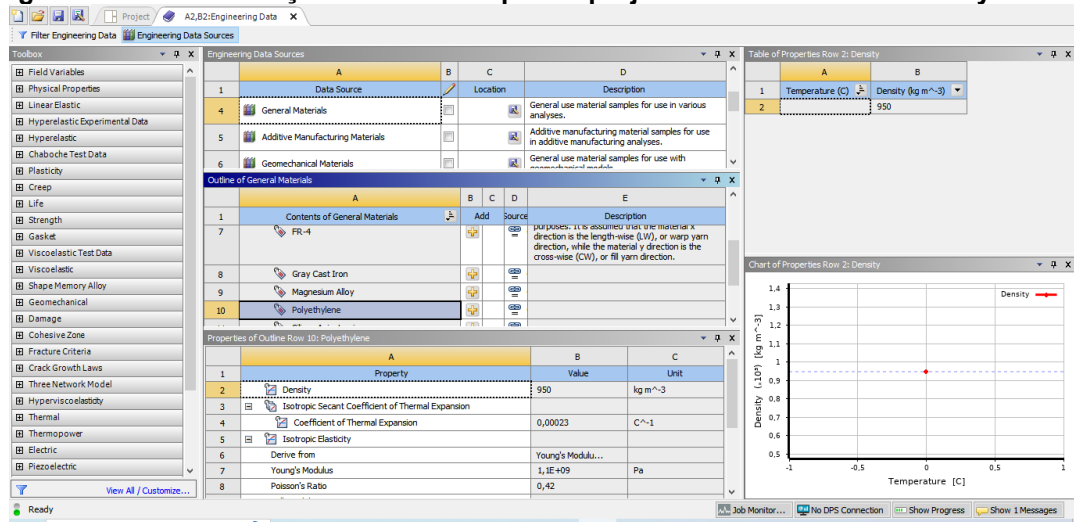 Project
A2,B2:Engineering Data
Filter Engineering Data
Engineering Data Sources
Toolbox
Field Variables
Physical Properties
Linear Elastic
Hyperelastic Experimental Data
Hyperelastic
Chaboche Test Data
Plasticity
Creep
Life
Strength
Gasket
Viscoelastic Test Data
Viscoelastic
Shape Memory Alloy
Geomechanical
Damage
Cohesive Zone
Fracture Criteria
Crack Growth Laws
Three Network Model
Hyperviscoelasticity
Thermal
Thermopower
Electric
Piezoelectric
View All / Customize...
Engineering Data Sources
A B C D
1 Data Source Location Description
4 General Materials General use material samples for use in various
analyses.
5 Additive Manufacturing Materials Additive manufacturing material samples for use
in additive manufacturing analyses.
6 Geomechanical Materials General use material samples for use with
geomechanical models.
Outline of General Materials
A B C D E
1 Contents of General Materials Add Source Description
7 FR-4 purposes. It is assumed that the material x
direction is the length-wise (LW), or warp yarn
direction, while the material y direction is the
cross-wise (CW), or fill yarn direction.
8 Gray Cast Iron
9 Magnesium Alloy
10 Polyethylene
Properties of Outline Row 10: Polyethylene
A B C
1 Property Value Unit
2 Density 950 kg m^-3
3 Isotropic Secant Coefficient of Thermal Expansion
4 Coefficient of Thermal Expansion 0,00023 C^-1
5 Isotropic Elasticity
6 Derive from Young's Modulu...
7 Young's Modulus 1,1E+09 Pa
8 Poisson's Ratio 0,42
Table of Properties Row 2: Density
A B
1 Temperature (C) Density (kg m^-3)
2 950
Chart of Properties Row 2: Density
Density
1,4
1,3
1,2
1,1
1
0,9
0,8
0,7
0,6
0,5
Density (.10³) [kg m^-3]
-1 -0,5 0 0,5 1
Temperature [C]
Ready
Job Monitor... No DPS Connection Show Progress Show 1 Messages